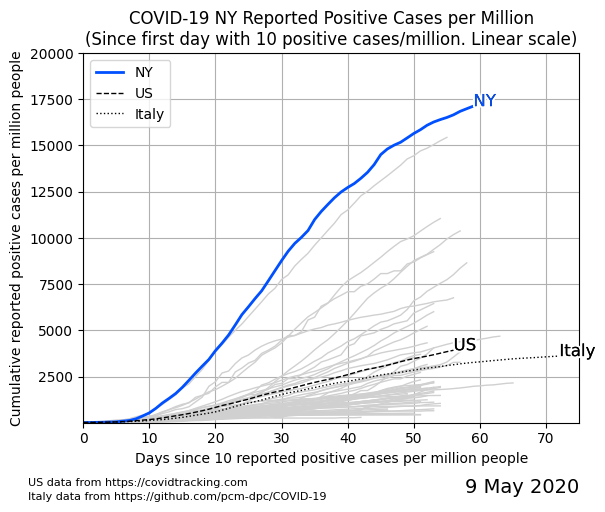 COVID-19 NY Reported Positive Cases per Million
(Since first day with 10 positive cases/million. Linear scale)
Cumulative reported positive cases per million people
20000
17500
15000
12500
10000
7500
5000
2500
NY
US
Italy
NY
US
Italy
0
10
20
30
40
50
60
70
Days since 10 reported positive cases per million people
US data from https://covidtracking.com
Italy data from https://github.com/pcm-dpc/COVID-19
9 May 2020